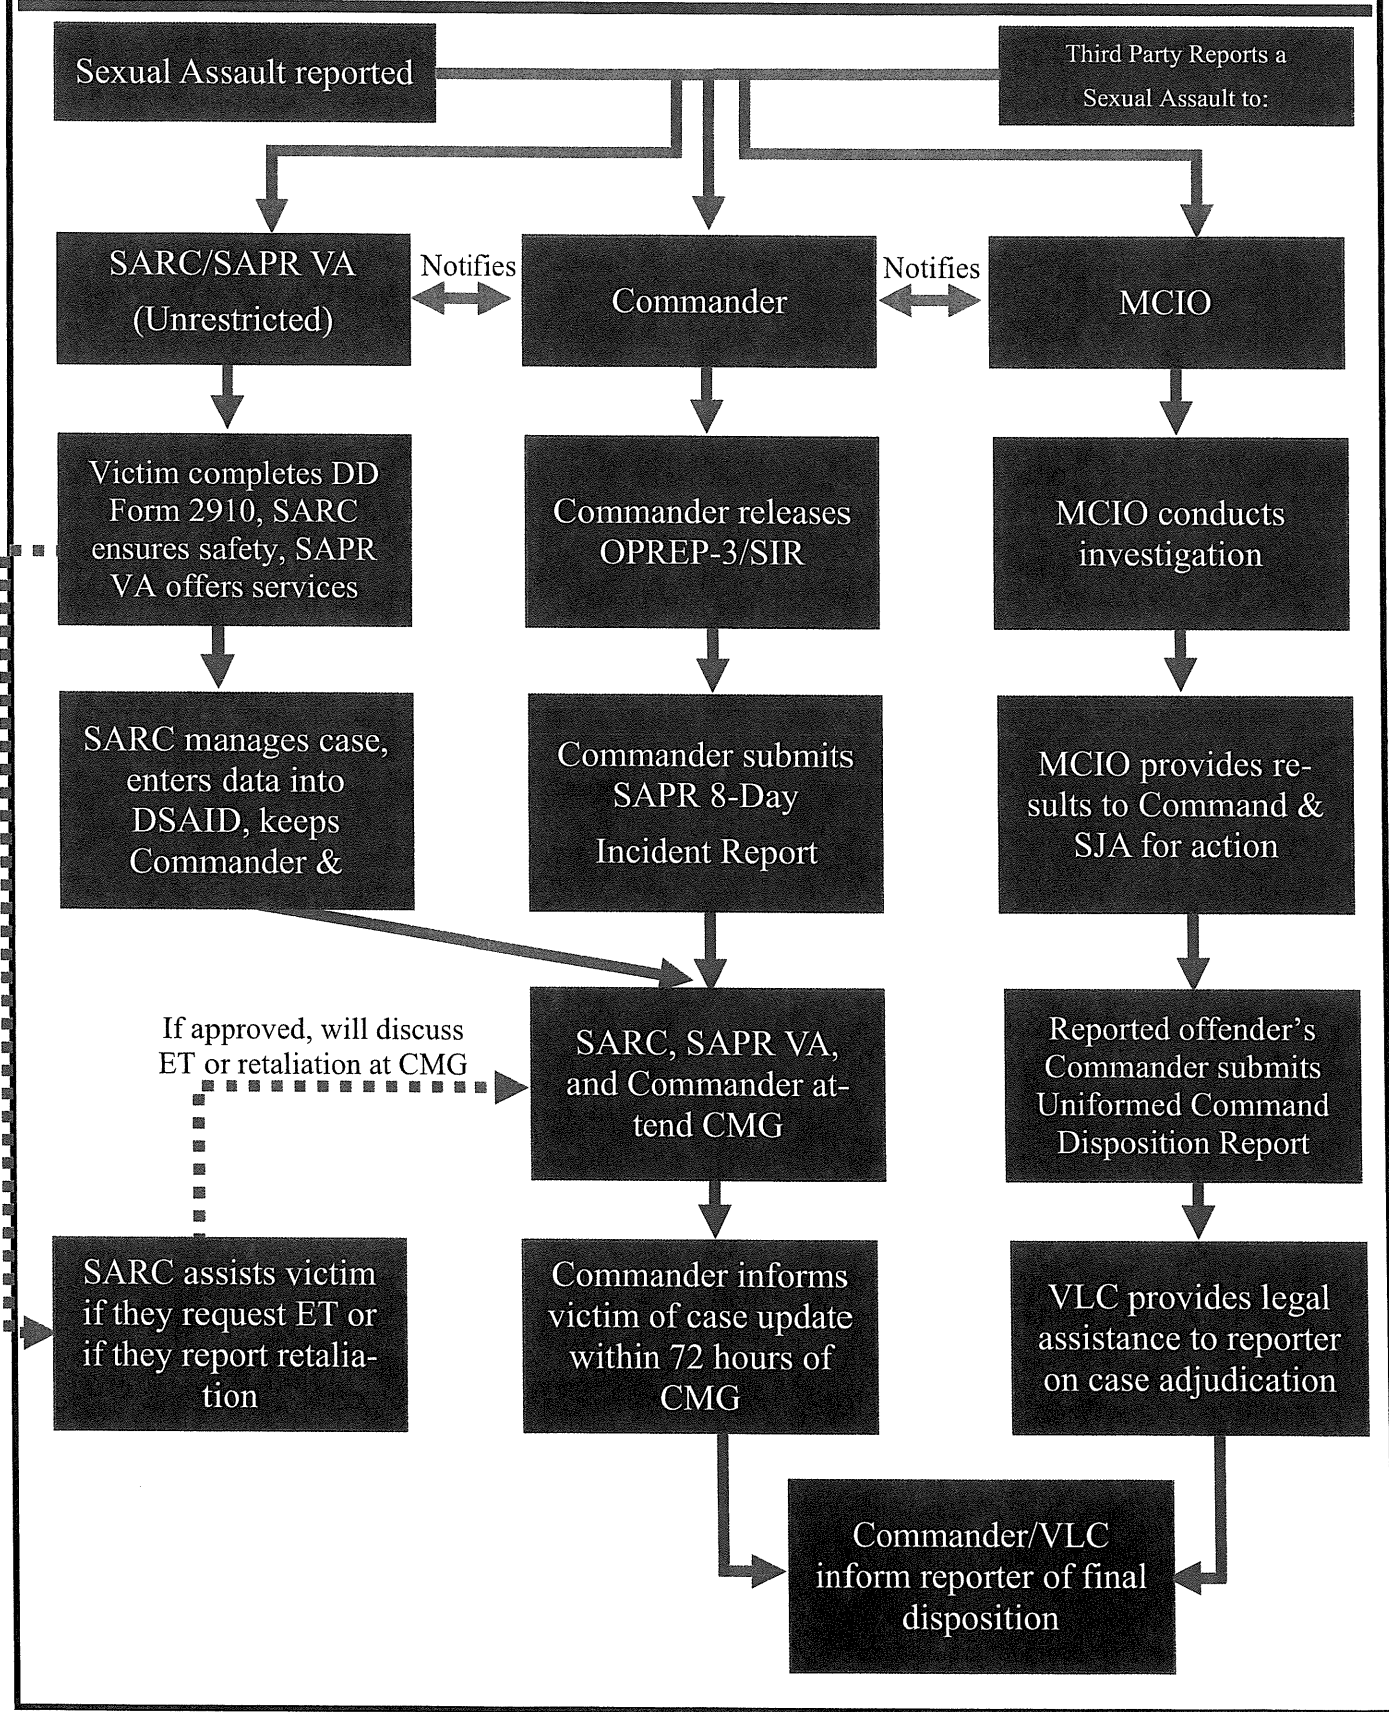 Sexual Assault reported
Third Party Reports a
Sexual Assault to:
SARC/SAPR VA
(Unrestricted)
Notifies
Commander
Notifies
MCIO
Victim completes DD
Form 2910, SARC
ensures safety, SAPR
VA offers services
Commander releases
OPREP-3/SIR
MCIO conducts
investigation
SARC manages case,
enters data into
DSAID, keeps
Commander &
Commander submits
SAPR 8-Day
Incident Report
MCIO provides re-
sults to Command &
SJA for action
If approved, will discuss
ET or retaliation at CMG
SARC, SAPR VA,
and Commander at-
tend CMG
Reported offender's
Commander submits
Uniformed Command
Disposition Report
SARC assists victim
if they request ET or
if they report retalia-
tion
Commander informs
victim of case update
within 72 hours of
CMG
VLC provides legal
assistance to reporter
on case adjudication
Commander/VLC
inform reporter of final
disposition